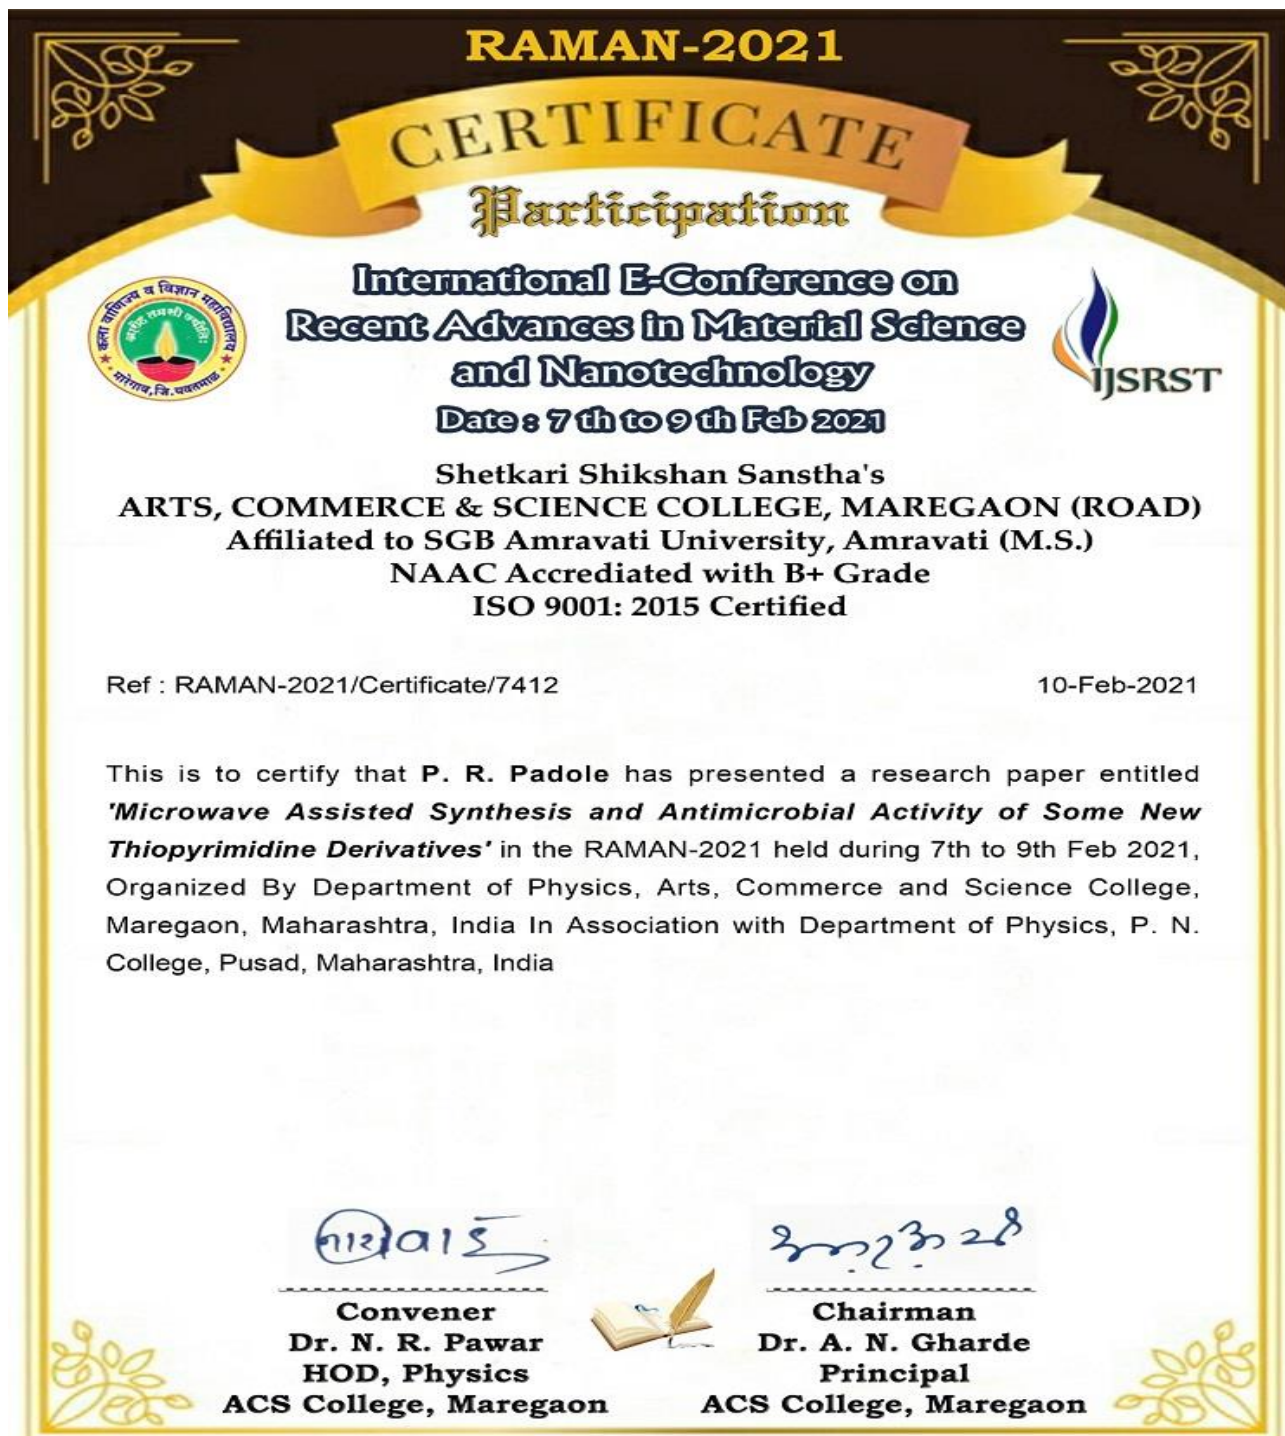 RAMAN-2021
CERTIFICATE
Participation
International E-Conference on
Recent Advances in Material Science
and Nanotechnology
Date : 7 th to 9 th Feb 2021
कला वाणिज्य व विज्ञान महाविद्यालय
मारेगाव, जि. यवतमाळ
IJSRST
Shetkari Shikshan Sanstha's
ARTS, COMMERCE & SCIENCE COLLEGE, MAREGAON (ROAD)
Affiliated to SGB Amravati University, Amravati (M.S.)
NAAC Accrediated with B+ Grade
ISO 9001: 2015 Certified
Ref : RAMAN-2021/Certificate/7412
10-Feb-2021
This is to certify that P. R. Padole has presented a research paper entitled
'Microwave Assisted Synthesis and Antimicrobial Activity of Some New
Thiopyrimidine Derivatives' in the RAMAN-2021 held during 7th to 9th Feb 2021,
Organized By Department of Physics, Arts, Commerce and Science College,
Maregaon, Maharashtra, India In Association with Department of Physics, P. N.
College, Pusad, Maharashtra, India
Convener
Dr. N. R. Pawar
HOD, Physics
ACS College, Maregaon
Chairman
Dr. A. N. Gharde
Principal
ACS College, Maregaon